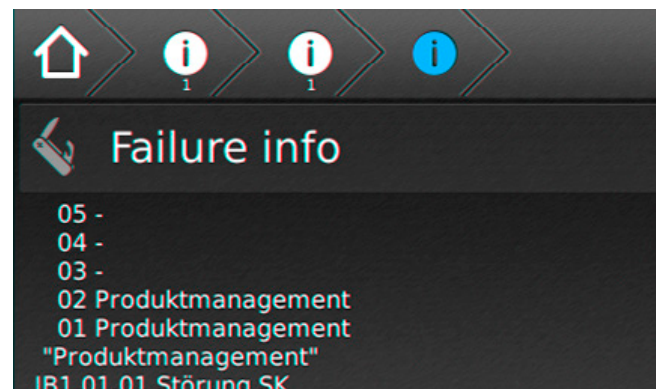 i i i
1 1
Failure info
05 -
04 -
03 -
02 Produktmanagement
01 Produktmanagement
"Produktmanagement"
IB1.01.01 Störung SK